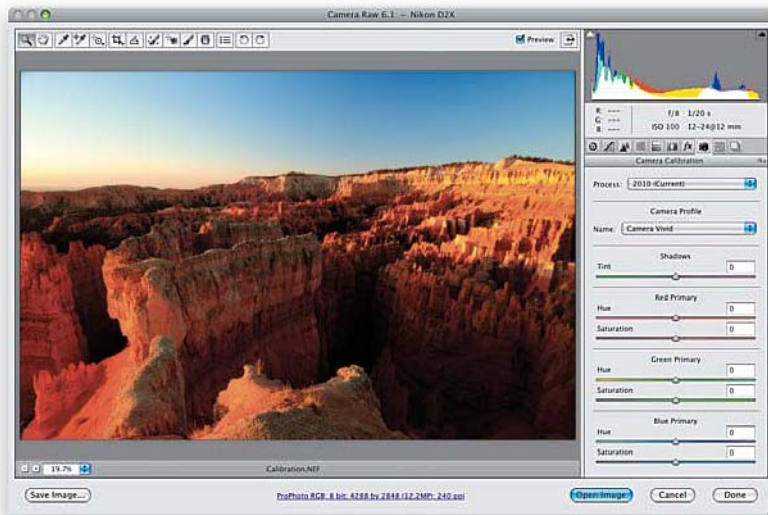 Camera Raw 6.1 – Nikon D2X
Preview
R: ---
G: ---
B: ---
f/8 1/20 s
ISO 100 12-24@12 mm
fx
Camera Calibration
Process: 2010 (Current)
Camera Profile
Name: Camera Vivid
Shadows
Tint 0
Red Primary
Hue 0
Saturation 0
Green Primary
Hue 0
Saturation 0
Blue Primary
Hue 0
Saturation 0
19.7%
Calibration.NEF
Save Image...
ProPhoto RGB; 8 bit; 4288 by 2848 (12.2MP); 240 ppi
Open Image
Cancel
Done